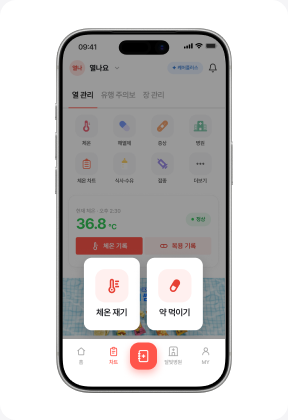 09:41
열나
열나요
열 관리
유행 주의보
장 관리
체온
해열제
증상
병원
체온 차트
식사·수유
접종
더보기
36.8 °C
정상
체온 기록
복용 기록
체온 재기
약 먹이기
홈
차트
MY